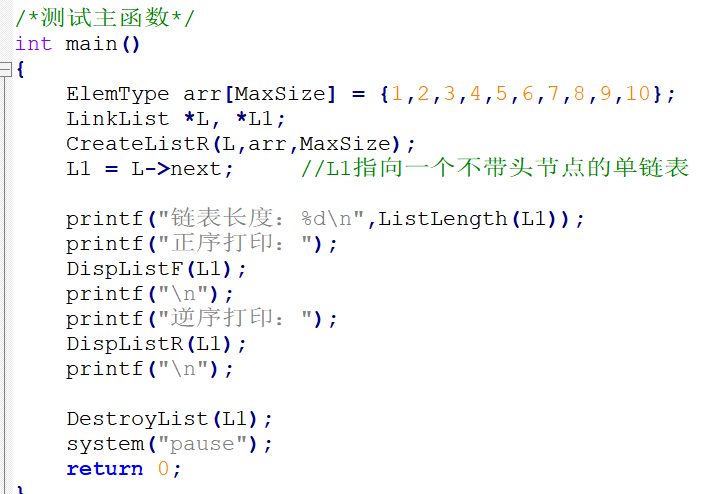 /*测试主函数*/
int main()
{
ElemType arr[MaxSize] = {1,2,3,4,5,6,7,8,9,10};
LinkList *L, *L1;
CreateListR(L,arr,MaxSize);
L1 = L->next; //L1指向一个不带头节点的单链表
printf("链表长度：%d\n",ListLength(L1));
printf("正序打印：");
DispListF(L1);
printf("\n");
printf("逆序打印：");
DispListR(L1);
printf("\n");
DestroyList(L1);
system("pause");
return 0;
}